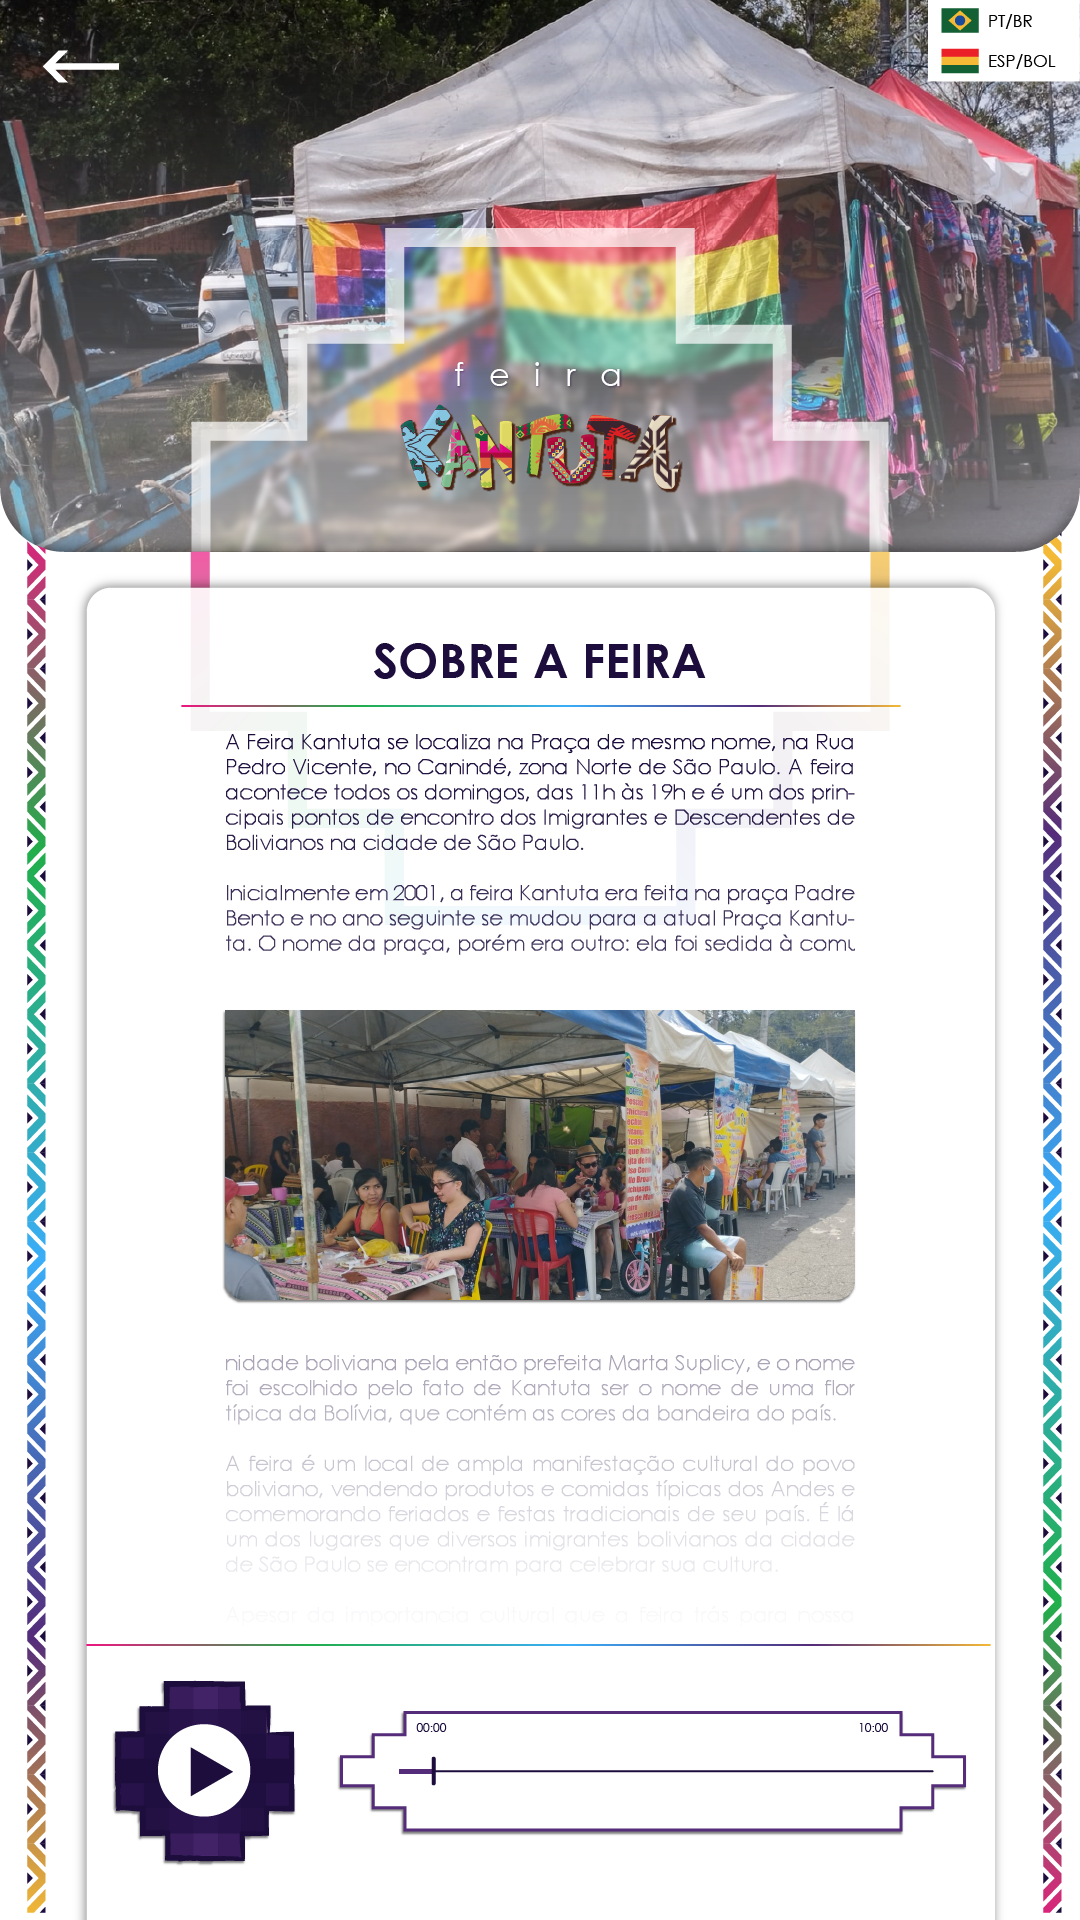 PT/BR
ESP/BOL
feira
KANTUTA
SOBRE A FEIRA
A Feira Kantuta se localiza na Praça de mesmo nome, na Rua
Pedro Vicente, no Canindé, zona Norte de São Paulo. A feira
acontece todos os domingos, das 11h às 19h e é um dos prin-
cipais pontos de encontro dos Imigrantes e Descendentes de
Bolivianos na cidade de São Paulo.
Inicialmente em 2001, a feira Kantuta era feita na praça Padre
Bento e no ano seguinte se mudou para a atual Praça Kantu-
ta. O nome da praça, porém era outro: ela foi sedida à comu
nidade boliviana pela então prefeita Marta Suplicy, e o nome
foi escolhido pelo fato de Kantuta ser o nome de uma flor
típica da Bolívia, que contém as cores da bandeira do país.
A feira é um local de ampla manifestação cultural do povo
boliviano, vendendo produtos e comidas típicas dos Andes e
comemorando feriados e festas tradicionais de seu país. É lá
um dos lugares que diversos imigrantes bolivianos da cidade
de São Paulo se encontram para celebrar sua cultura.
Apesar da importancia cultural que a feira trás para nosso
00:00
10:00